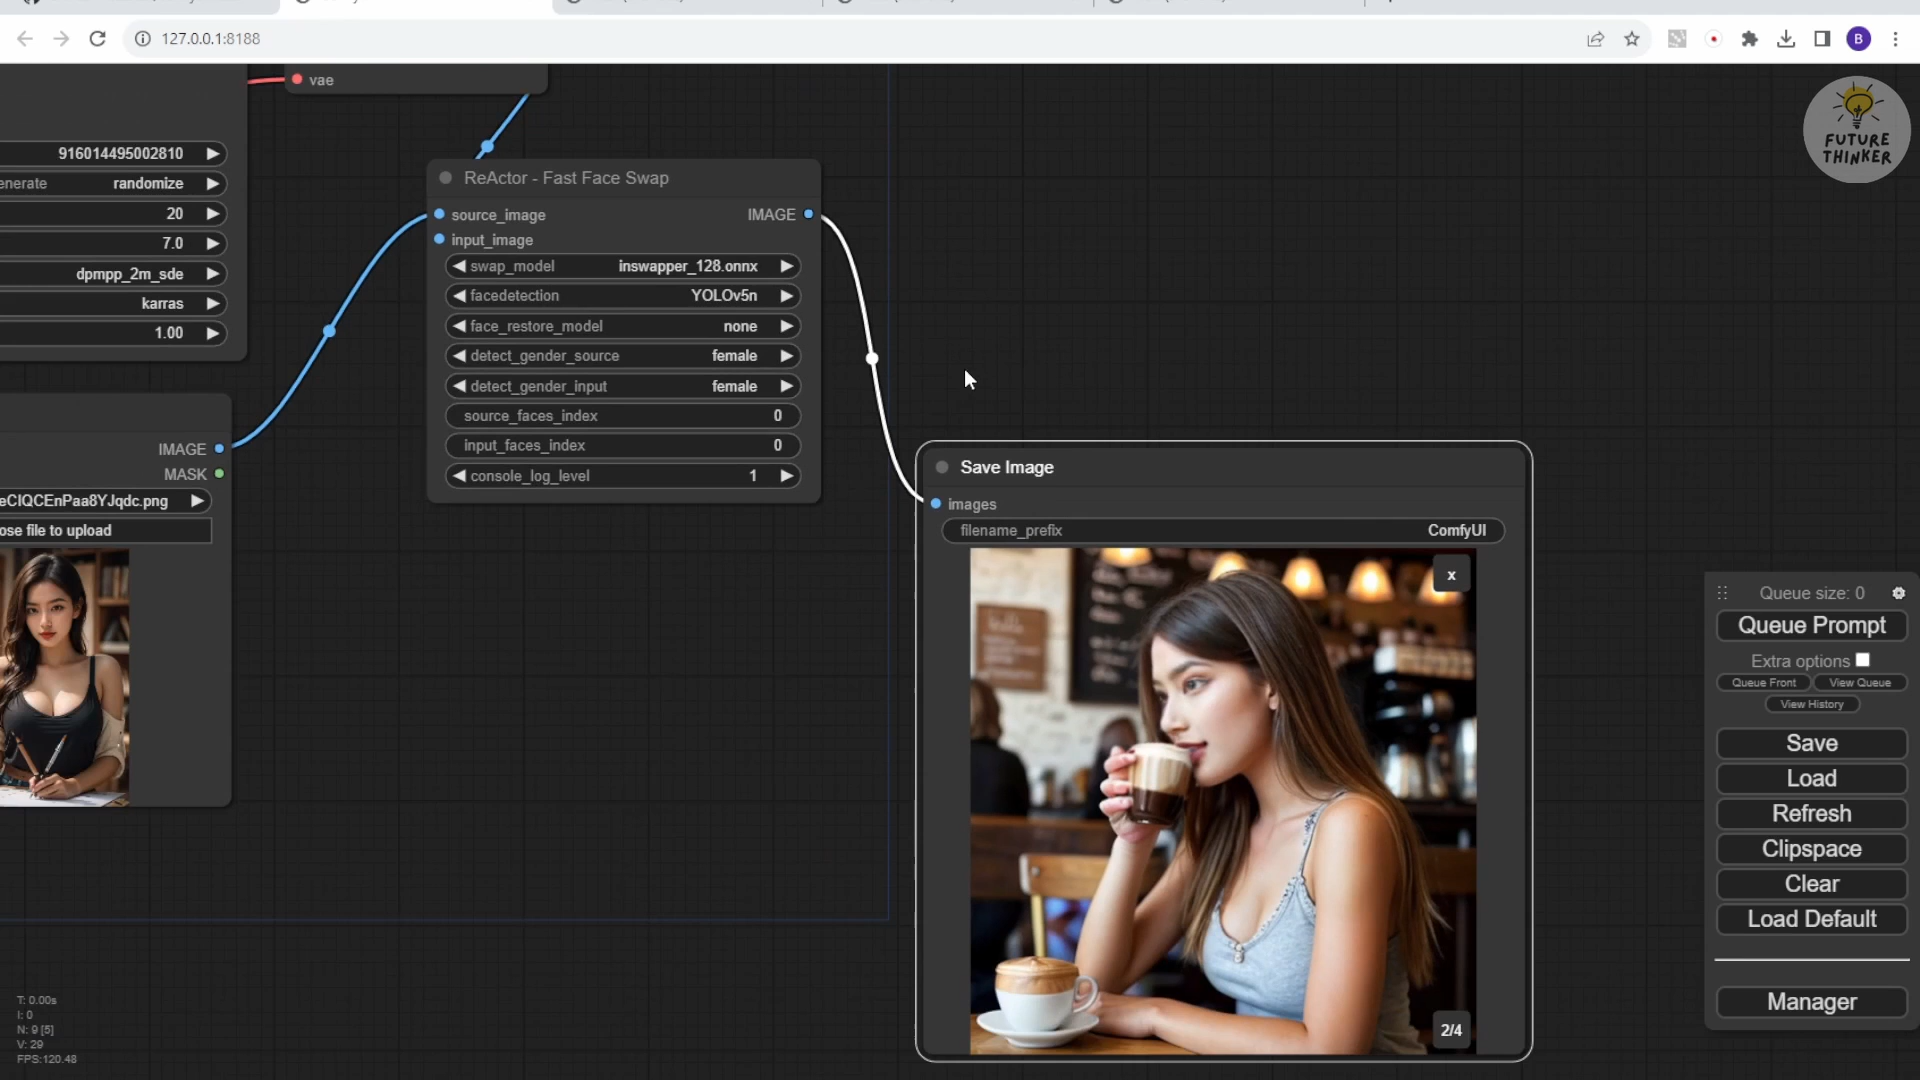 127.0.0.1:8188
FUTURE
THINKER
vae
916014495002810
enerate randomize
20
7.0
dpmpp_2m_sde
karras
1.00
ReActor - Fast Face Swap
source_image IMAGE
input_image
swap_model inswapper_128.onnx
facedetection YOLOv5n
face_restore_model none
detect_gender_source female
detect_gender_input female
source_faces_index 0
input_faces_index 0
console_log_level 1
IMAGE
MASK
eCIQCEnPaa8YJqdc.png
ose file to upload
Save Image
images
filename_prefix ComfyUI
x
2/4
Queue size: 0
Queue Prompt
Extra options
Queue Front View Queue
View History
Save
Load
Refresh
Clipspace
Clear
Load Default
Manager
T: 0.00s
I: 0
N: 9 [5]
V: 29
FPS:120.48
B